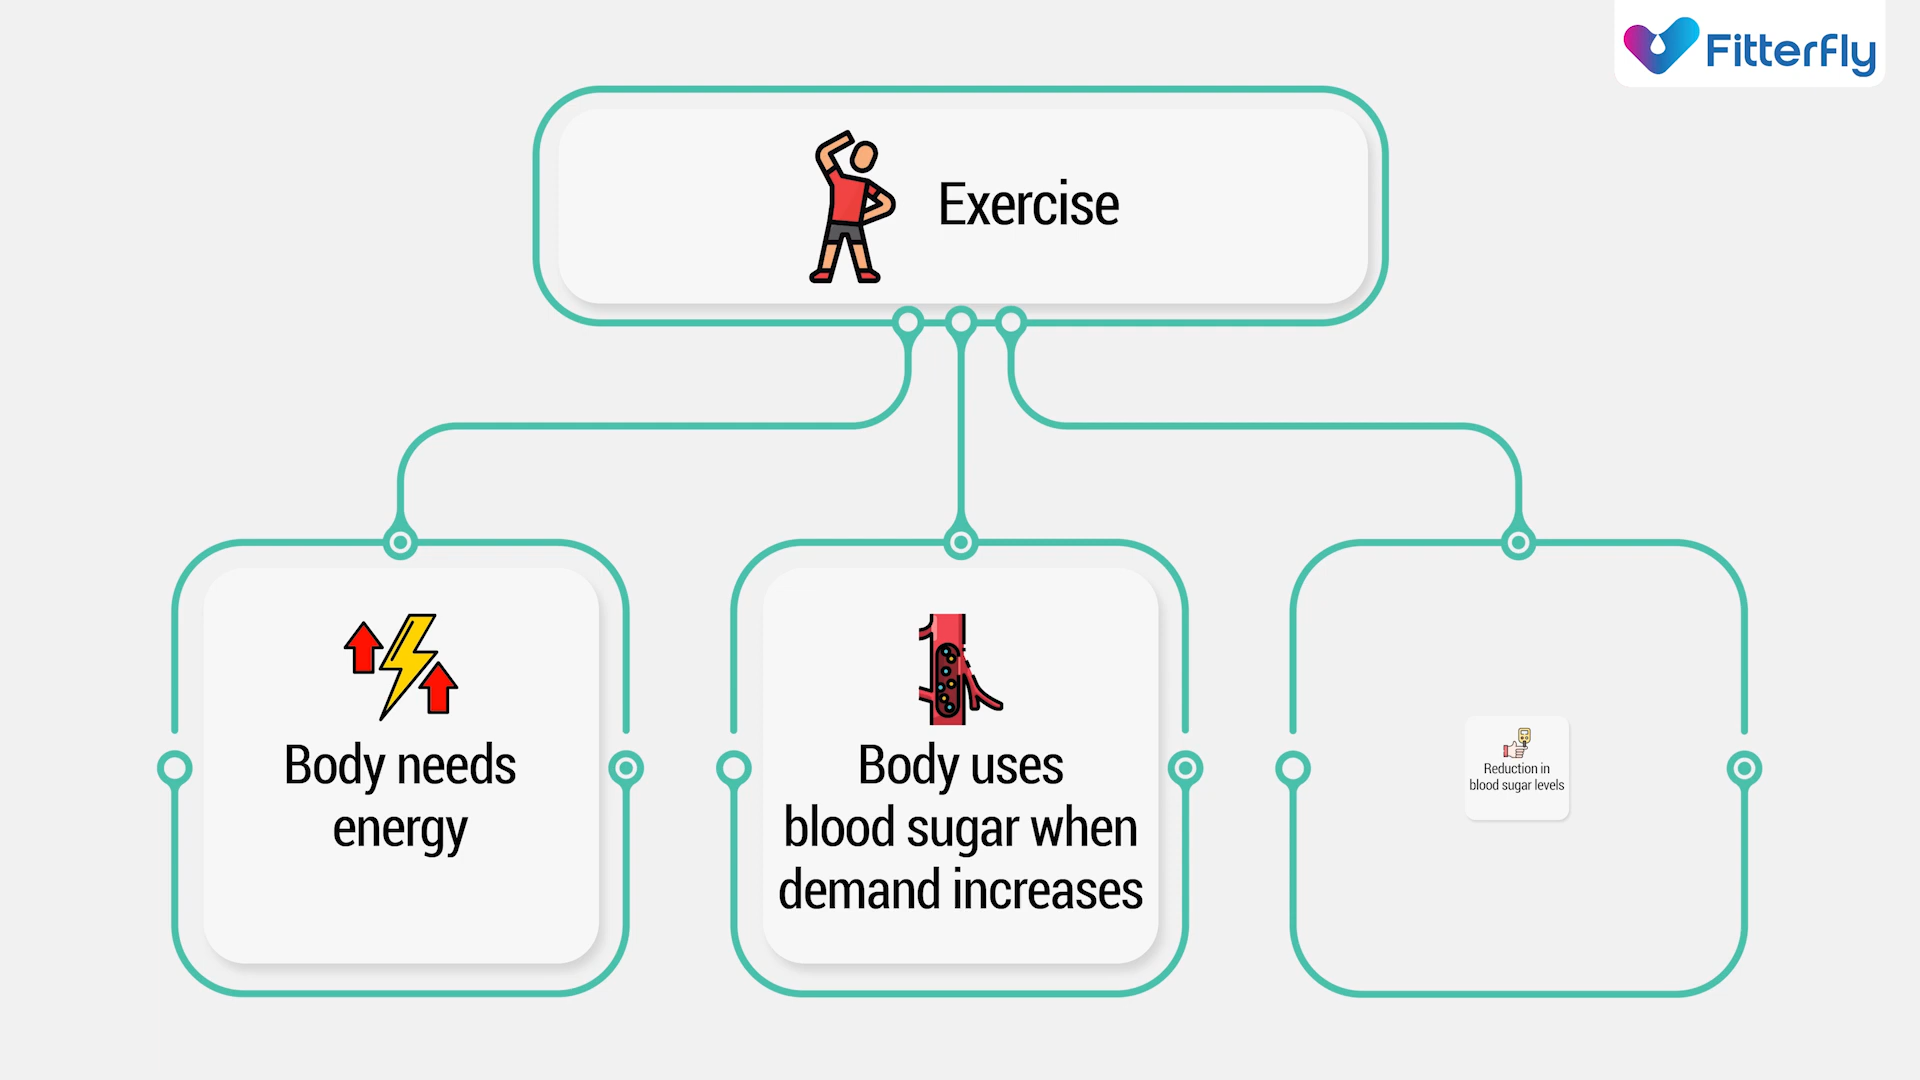 Fitterfly
Exercise
Body needs
energy
Body uses
blood sugar when
demand increases
Reduction in
blood sugar levels